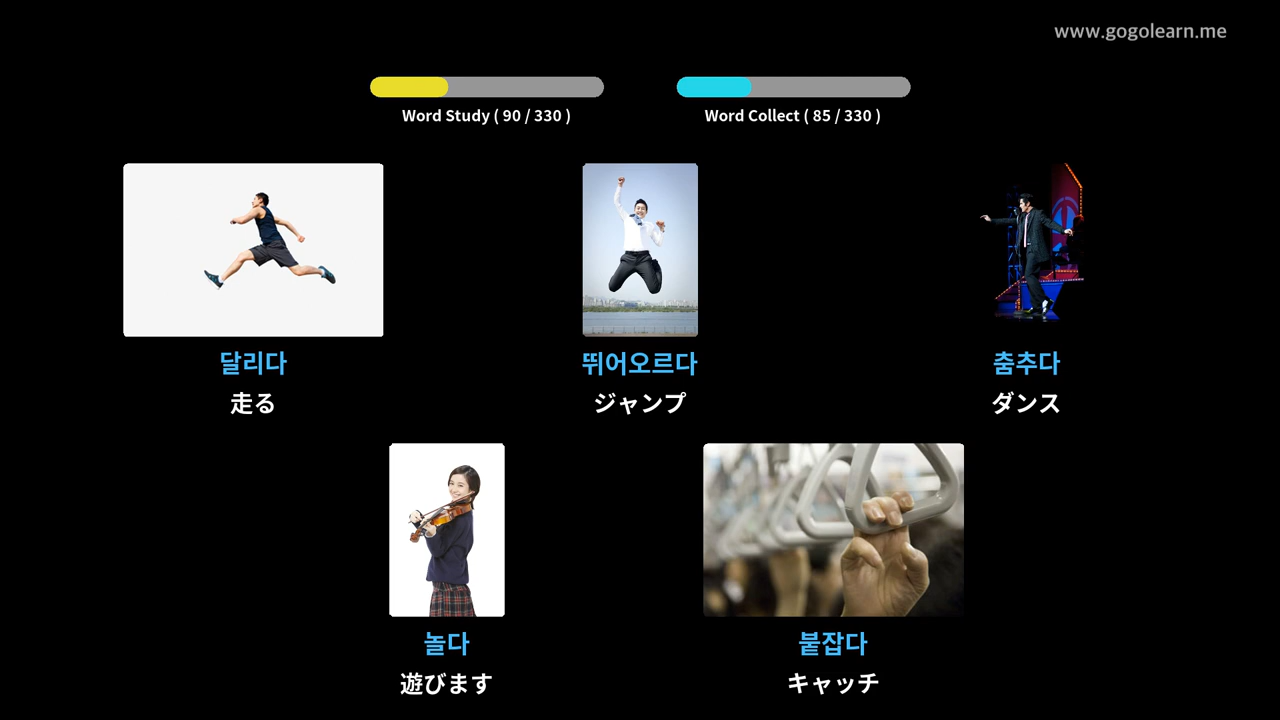 www.gogolearn.me
Word Study ( 90 / 330 )
Word Collect ( 85 / 330 )
달리다
走る
뛰어오르다
ジャンプ
춤추다
ダンス
놀다
遊びます
붙잡다
キャッチ